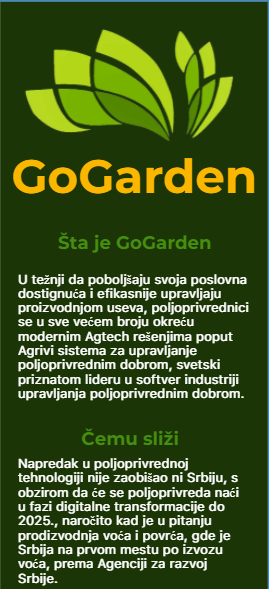 GoGarden
Šta je GoGarden
U težnji da poboljšaju svoja poslovna
dostignuća i efikasnije upravljaju
proizvodnjom useva, poljoprivrednici
se u sve većem broju okreću
modernim Agtech rešenjima poput
Agrivi sistema za upravljanje
poljoprivrednim dobrom, svetski
priznatom lideru u softver industriji
upravljanja poljoprivrednim dobrom.
Čemu sliži
Napredak u poljoprivrednoj
tehnologiji nije zaobišao ni Srbiju, s
obzirom da će se poljoprivreda naći
u fazi digitalne transformacije do
2025., naročito kad je u pitanju
prodizvodnja voća i povrća, gde je
Srbija na prvom mestu po izvozu
voća, prema Agenciji za razvoj
Srbije.